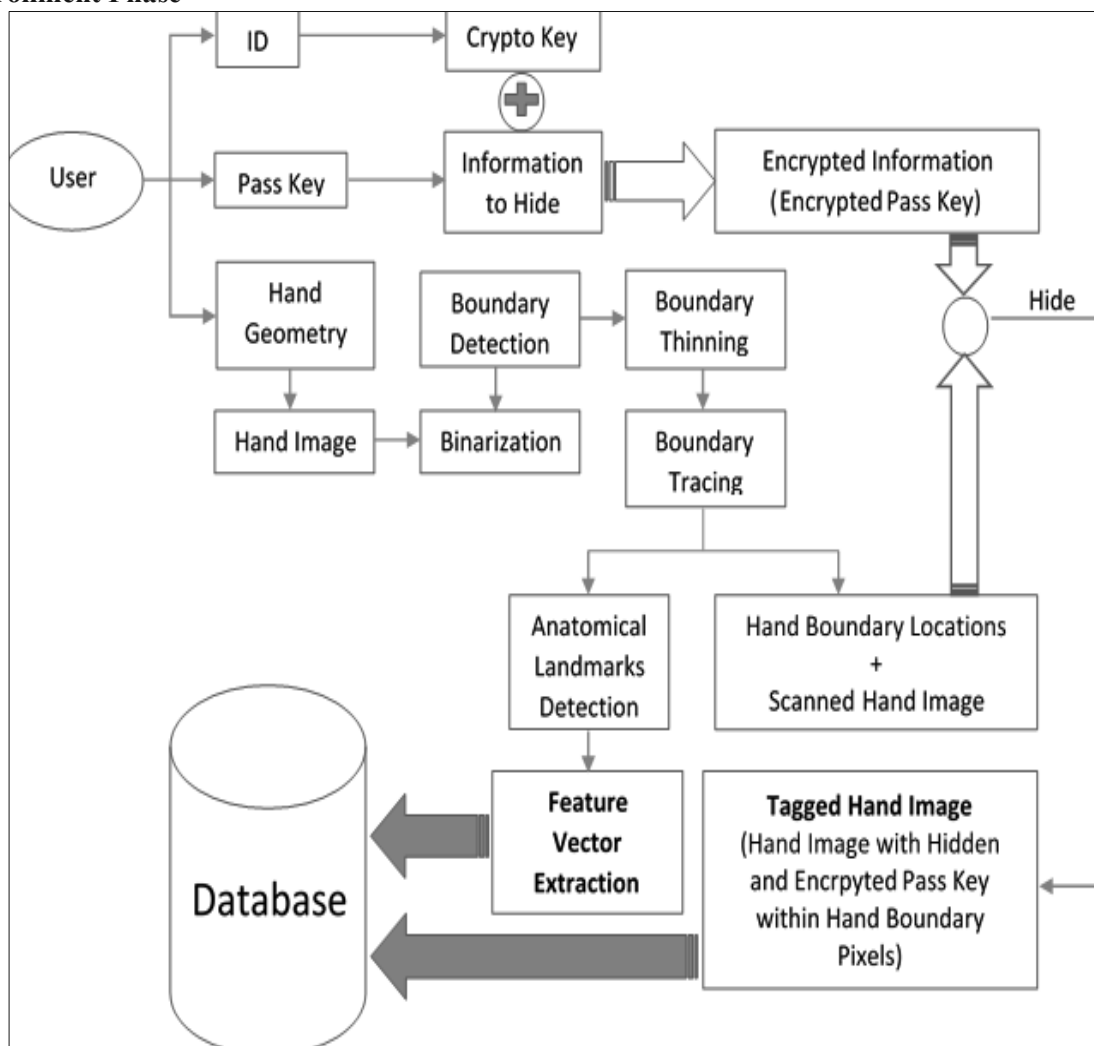 ronment Phase
ID
Crypto Key
User
Pass Key
Information
to Hide
Encrypted Information
(Encrypted Pass Key)
Hide
Hand
Geometry
Boundary
Detection
Boundary
Thinning
Hand Image
Binarization
Boundary
Tracing
Anatomical
Landmarks
Detection
Hand Boundary Locations
+
Scanned Hand Image
Feature
Vector
Extraction
Tagged Hand Image
(Hand Image with Hidden
and Encrpyted Pass Key
within Hand Boundary
Pixels)
Database